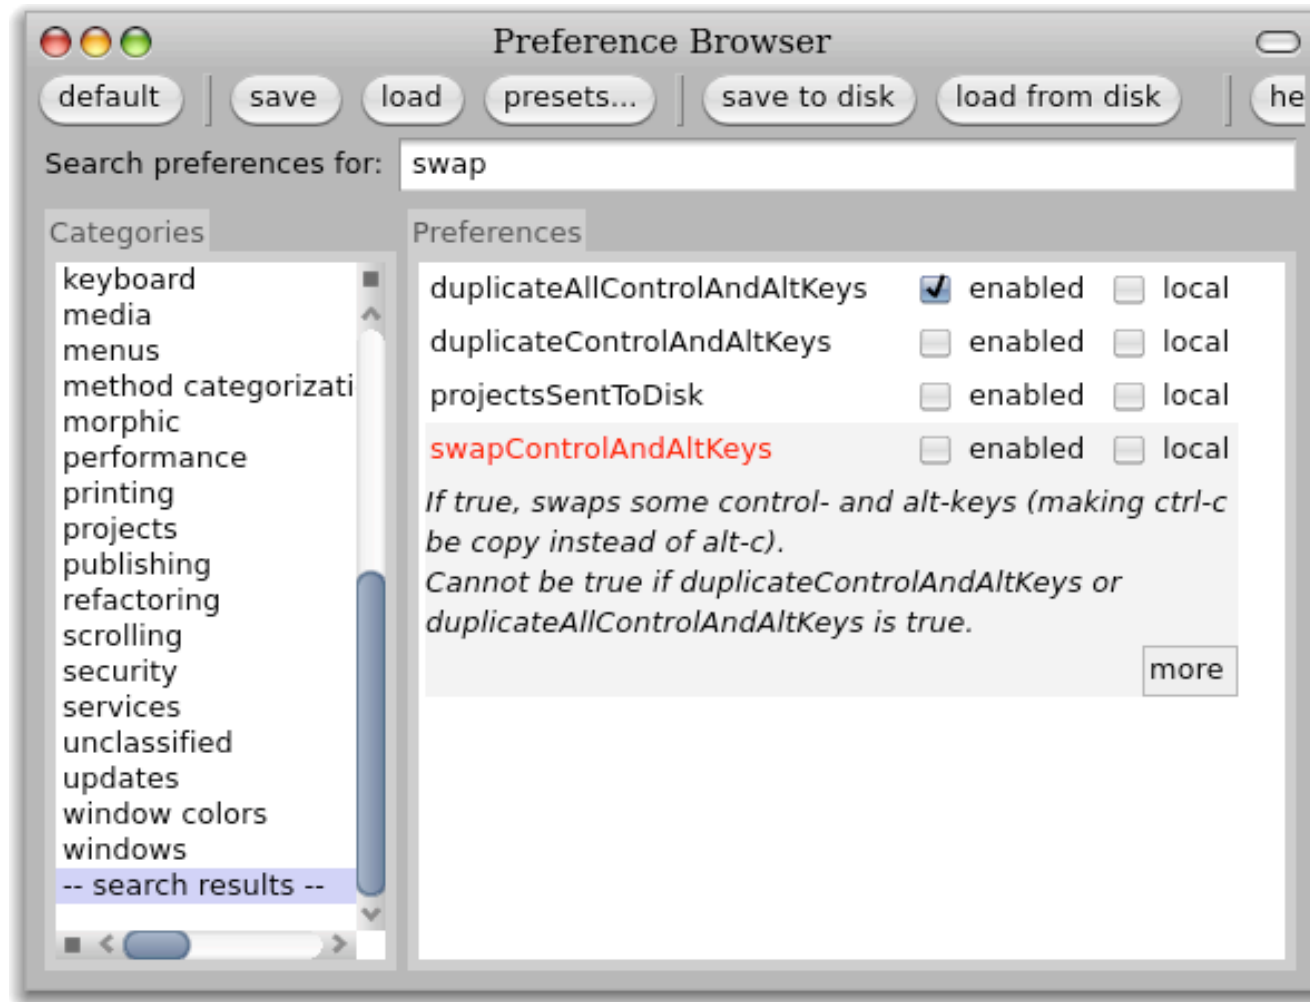 Preference Browser
default save load presets... save to disk load from disk he
Search preferences for: swap
Categories
keyboard
media
menus
method categorizati
morphic
performance
printing
projects
publishing
refactoring
scrolling
security
services
unclassified
updates
window colors
windows
-- search results --
Preferences
duplicateAllControlAndAltKeys enabled local
duplicateControlAndAltKeys enabled local
projectsSentToDisk enabled local
swapControlAndAltKeys enabled local
If true, swaps some control- and alt-keys (making ctrl-c
be copy instead of alt-c).
Cannot be true if duplicateControlAndAltKeys or
duplicateAllControlAndAltKeys is true.
more